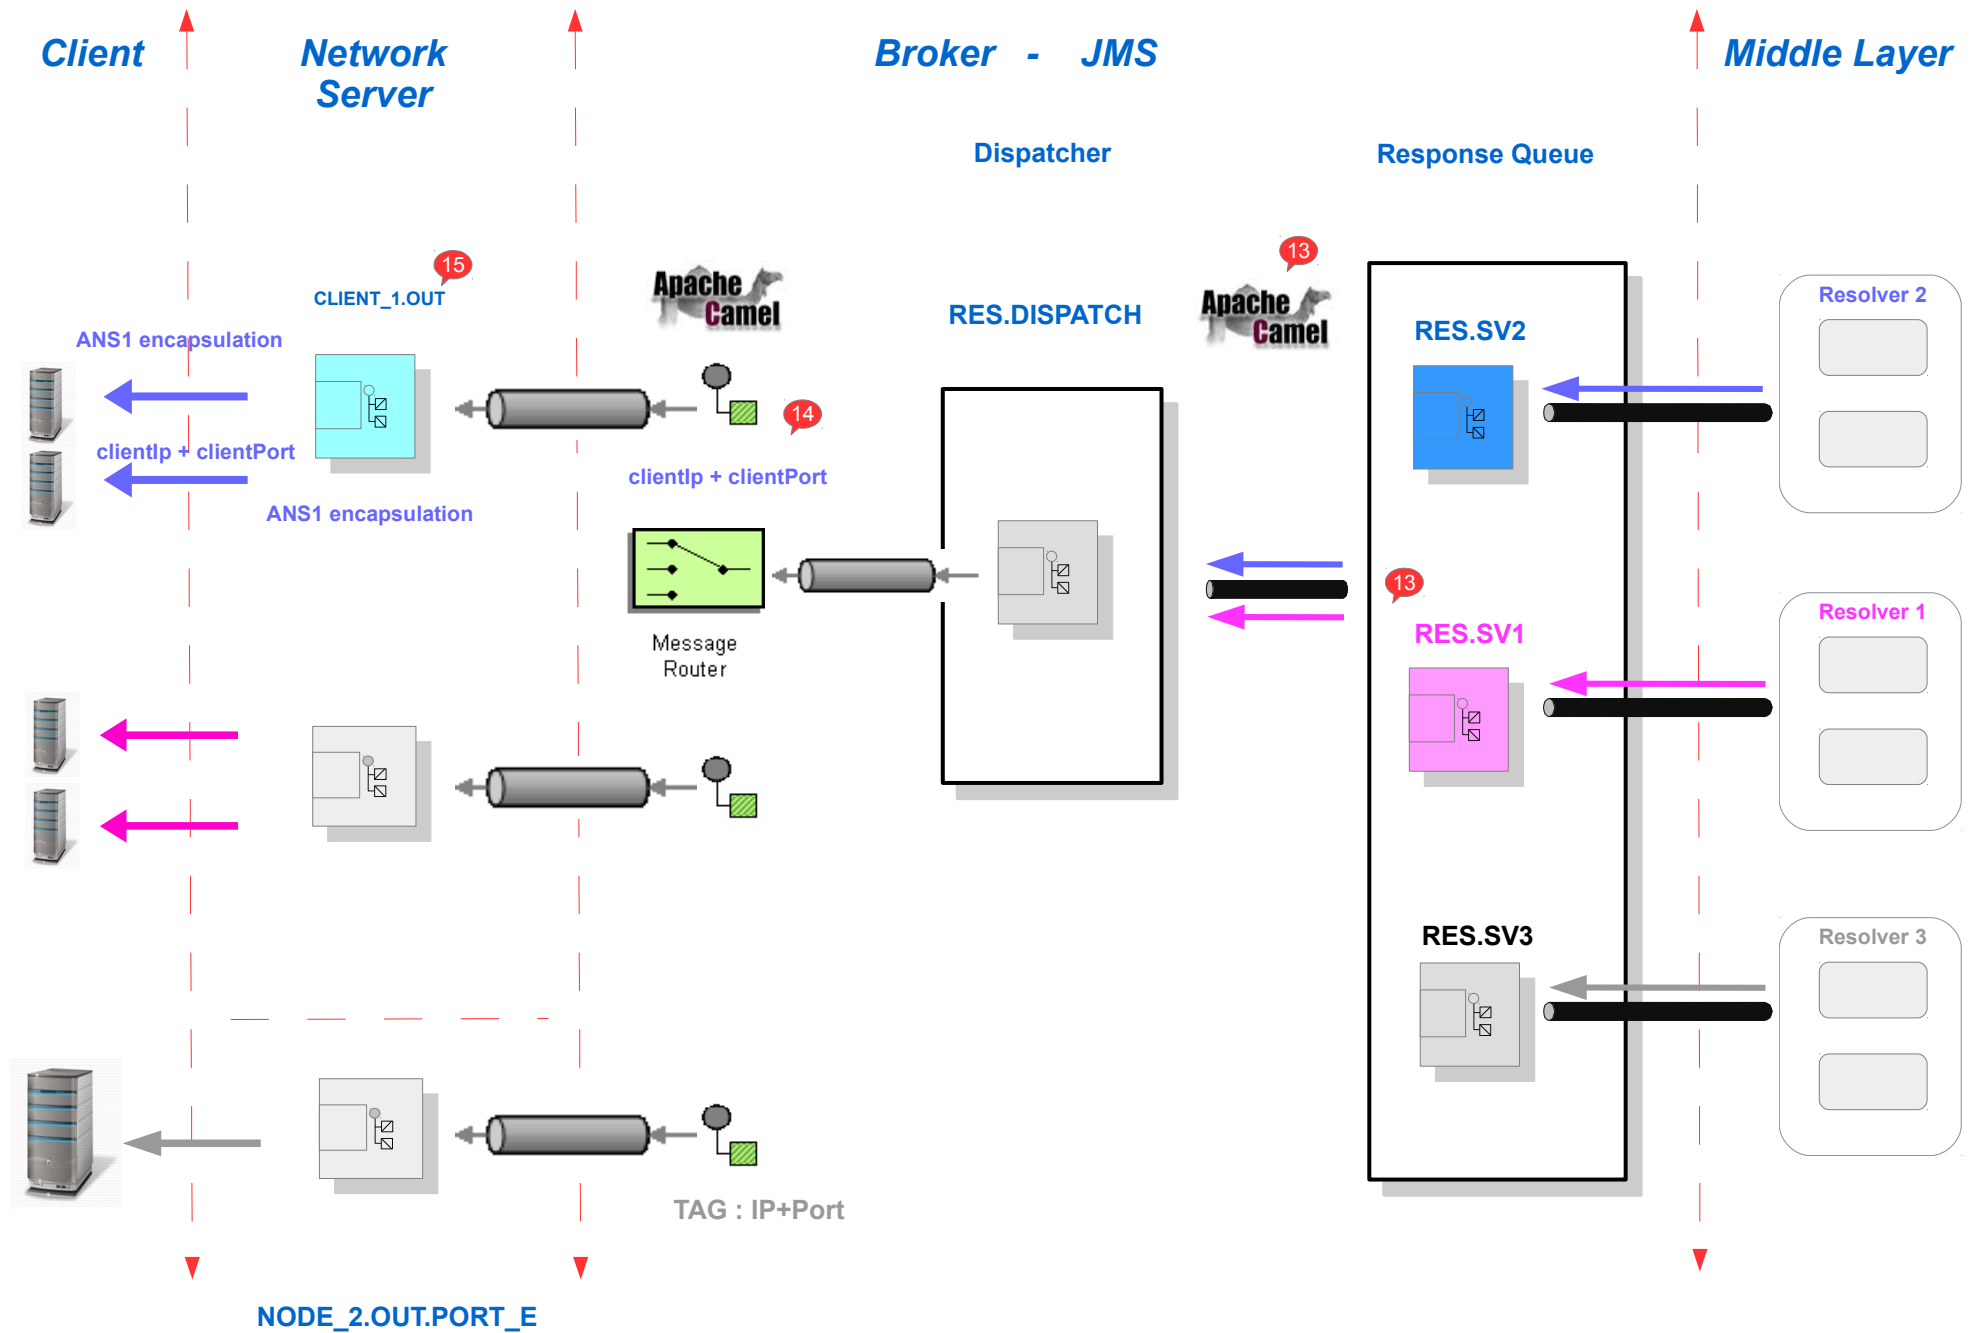 Client
Network
Server
Broker - JMS
Middle Layer
Dispatcher
Response Queue
15
13
CLIENT_1.OUT
Apache
Camel
RES.DISPATCH
Apache
Camel
RES.SV2
Resolver 2
ANS1 encapsulation
14
clientIp + clientPort
clientIp + clientPort
ANS1 encapsulation
13
Message
Router
RES.SV1
Resolver 1
RES.SV3
Resolver 3
TAG : IP+Port
NODE_2.OUT.PORT_E